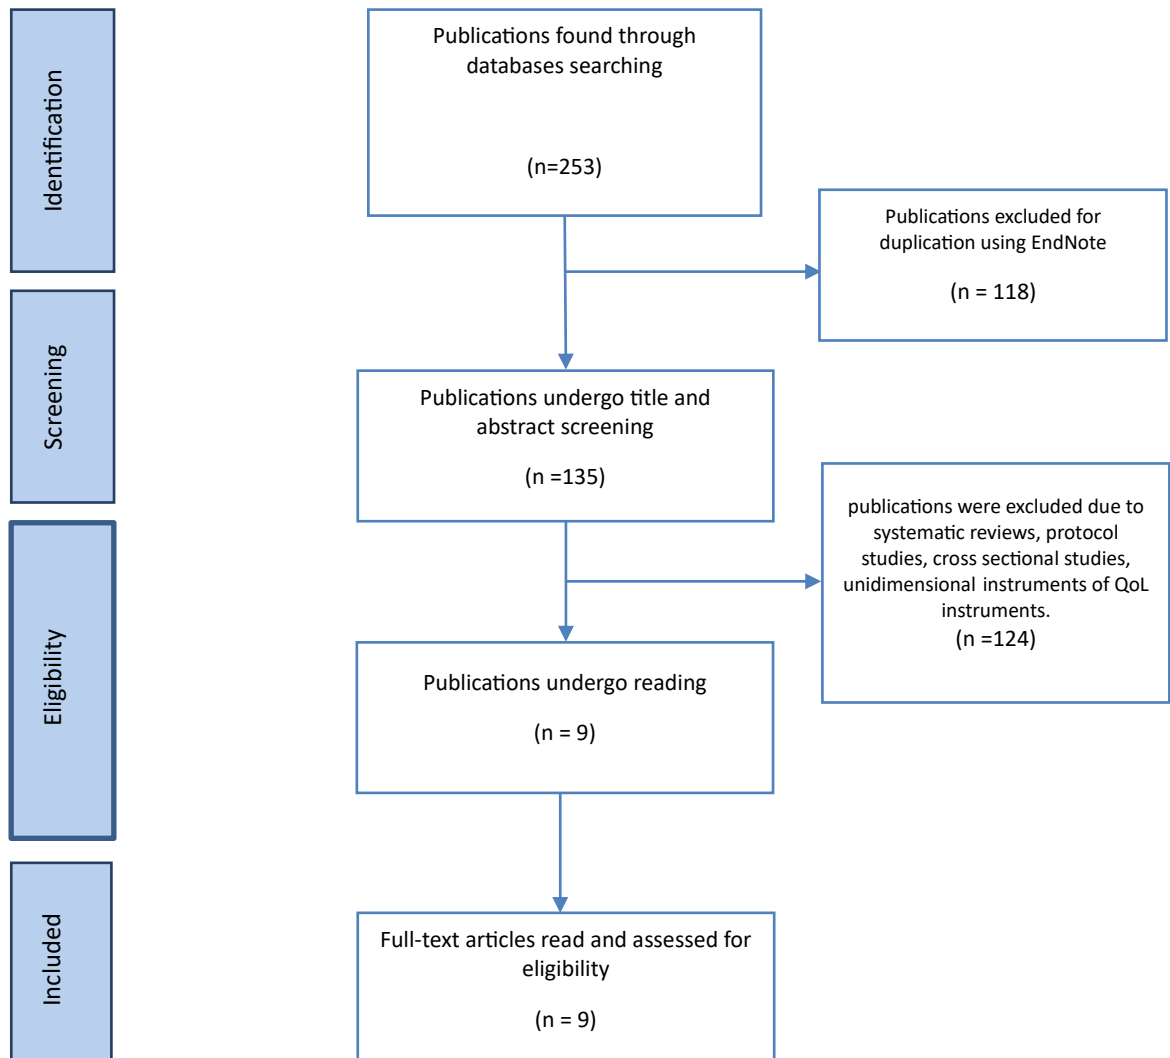 Identification
Publications found through
databases searching
(n=253)
Publications excluded for
duplication using EndNote
(n = 118)
Screening
Publications undergo title and
abstract screening
(n =135)
publications were excluded due to
systematic reviews, protocol
studies, cross sectional studies,
unidimensional instruments of QoL
instruments.
(n =124)
Eligibility
Publications undergo reading
(n = 9)
Included
Full-text articles read and assessed for
eligibility
(n = 9)